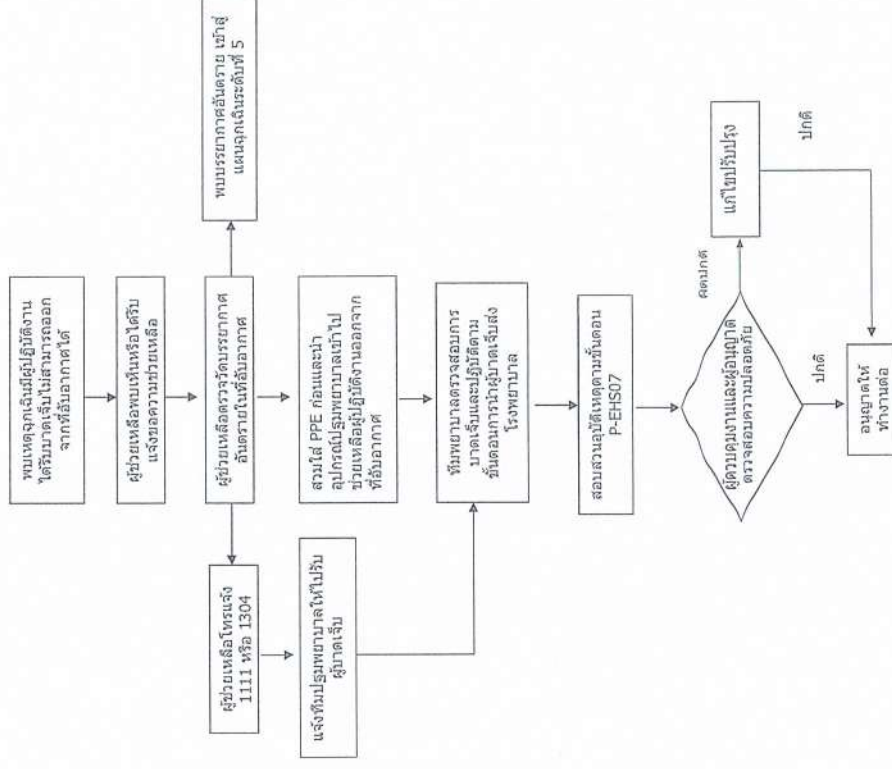 พบเหตุฉุกเฉินมีผู้ปฏิบัติงาน
ได้รับบาดเจ็บไม่สามารถออก
จากที่อับอากาศได้
ผู้ช่วยเหลือพบเห็นหรือได้รับ
แจ้งขอความช่วยเหลือ
ผู้ช่วยเหลือโทรแจ้ง
1111 หรือ 1304
ผู้ช่วยเหลือตรวจวัดบรรยากาศ
อันตรายในที่อับอากาศ
พบบรรยากาศอันตราย เข้าสู่
แผนฉุกเฉินระดับที่ 5
แจ้งทีมปฐมพยาบาลให้ไปรับ
ผู้บาดเจ็บ
สวมใส่ PPE ก่อนและนำ
อุปกรณ์ปฐมพยาบาลเข้าไป
ช่วยเหลือผู้ปฏิบัติงานออกจาก
ที่อับอากาศ
ทีมพยาบาลตรวจสอบการ
บาดเจ็บและปฏิบัติตาม
ขั้นตอนการนำผู้บาดเจ็บส่ง
โรงพยาบาล
สอบสวนอุบัติเหตุตามขั้นตอน
P-EHS07
ผู้ควบคุมงานและผู้อนุญาต
ตรวจสอบความปลอดภัย
ผิดปกติ
แก้ไขปรับปรุง
ปกติ
ปกติ
อนุญาตให้
ทำงานต่อ